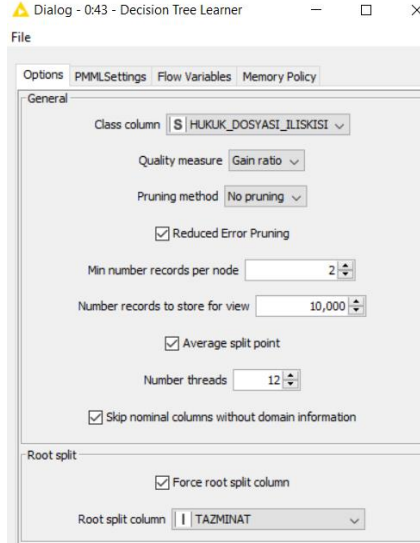 Dialog - 0:43 - Decision Tree Learner
File
Options PMMLSettings Flow Variables Memory Policy
General
Class column S HUKUK_DOSYASI_ILISKISI
Quality measure Gain ratio
Pruning method No pruning
Reduced Error Pruning
Min number records per node 2
Number records to store for view 10,000
Average split point
Number threads 12
Skip nominal columns without domain information
Root split
Force root split column
Root split column I TAZMINAT